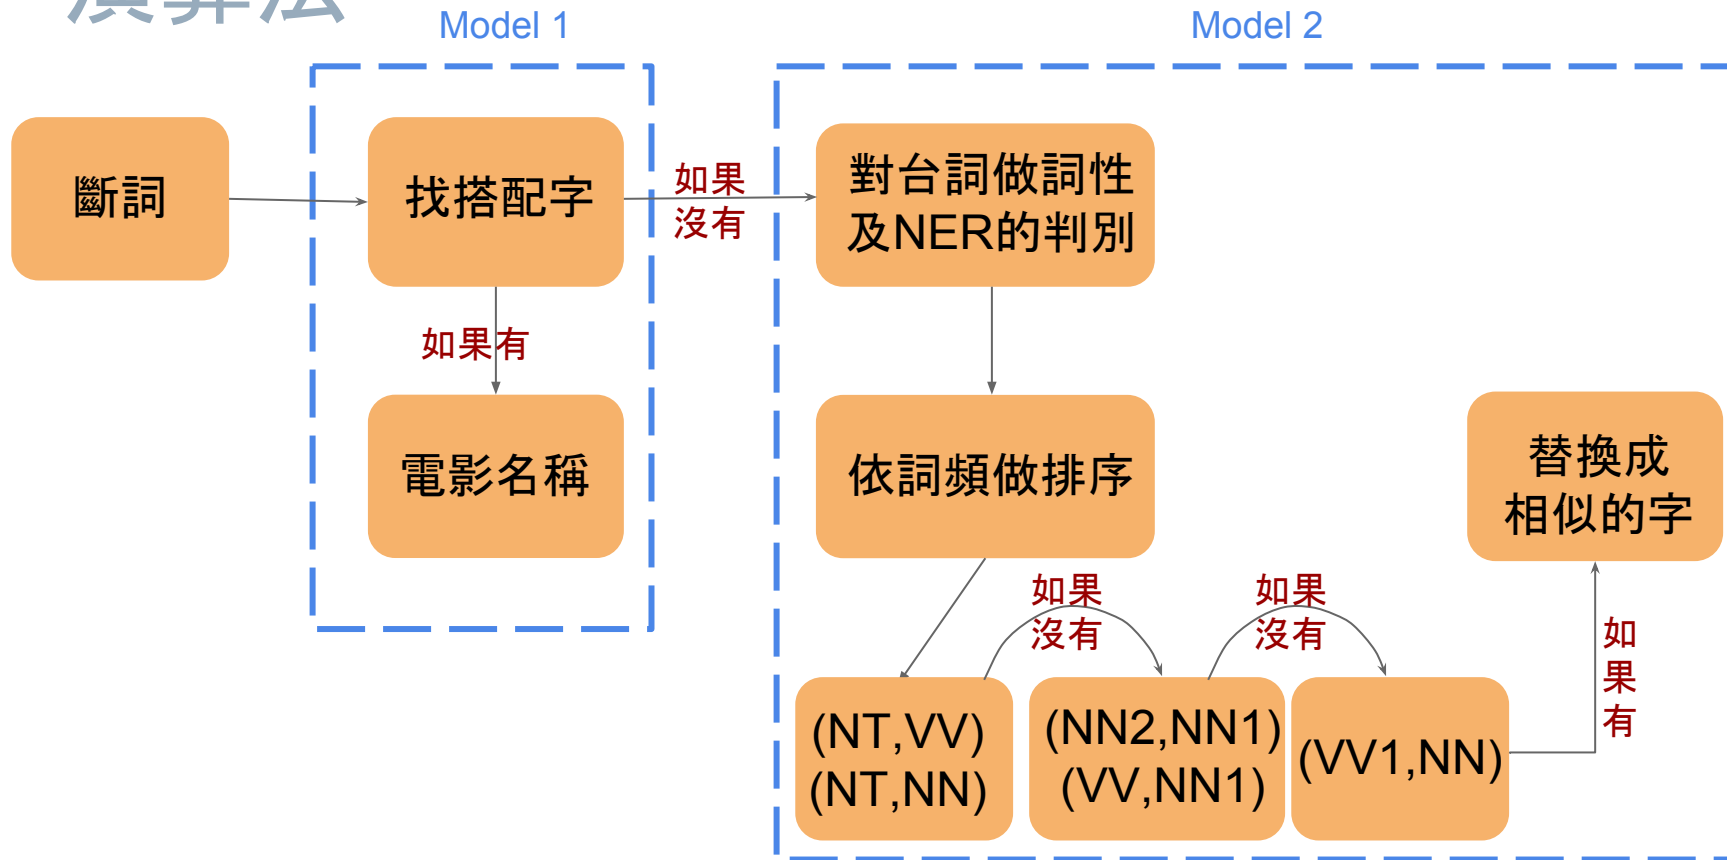 演算法
Model 1
Model 2
斷詞
找搭配字
如果
沒有
對台詞做詞性
及NER的判別
如果有
電影名稱
依詞頻做排序
替換成
相似的字
如果
沒有
如果
沒有
如
果
有
(NT,VV)
(NT,NN)
(NN2,NN1)
(VV,NN1)
(VV1,NN)